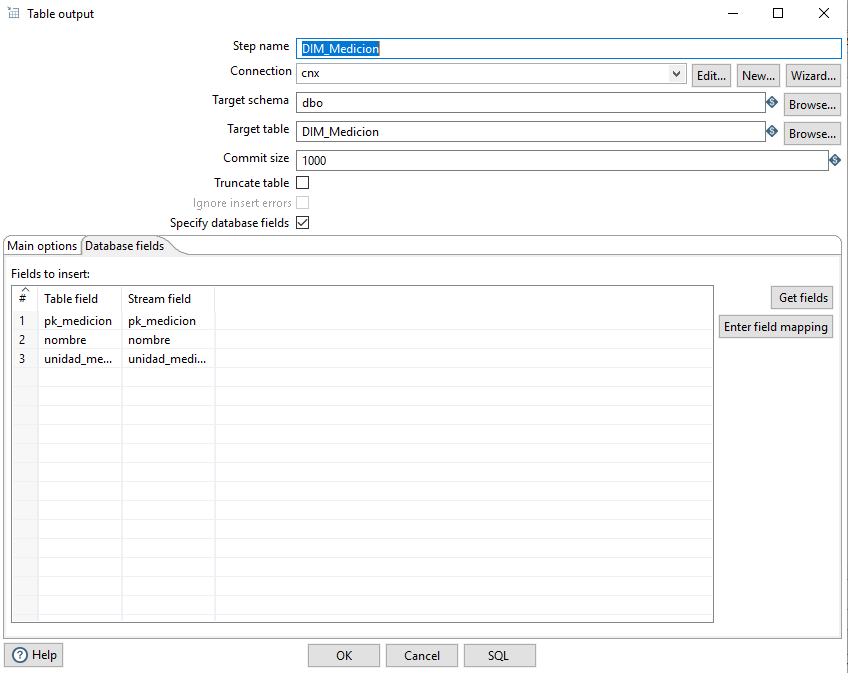 Table output
Step name DIM_Medicion
Connection cnx Edit... New... Wizard...
Target schema dbo Browse...
Target table DIM_Medicion Browse...
Commit size 1000
Truncate table
Ignore insert errors
Specify database fields
Main options Database fields
Fields to insert:
# Table field Stream field
1 pk_medicion pk_medicion
2 nombre nombre
3 unidad_me... unidad_medi...
Get fields
Enter field mapping
Help OK Cancel SQL